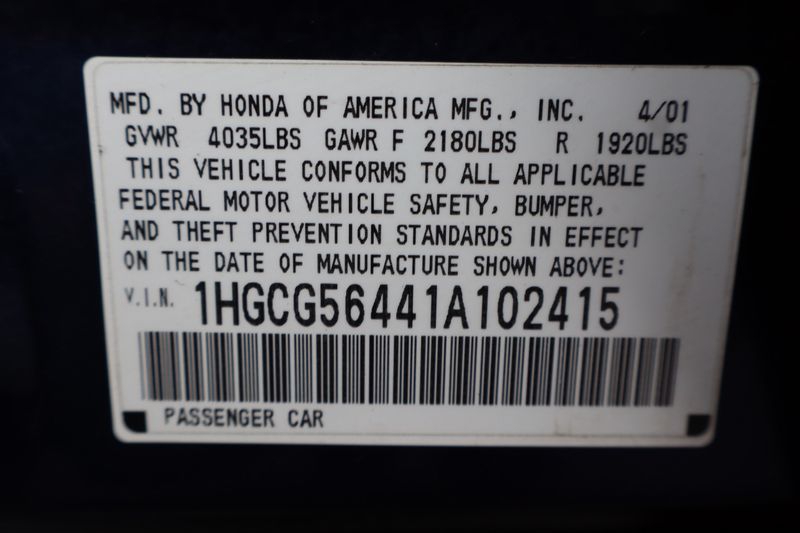 MFD. BY HONDA OF AMERICA MFG., INC. 4/01
GVWR 4035LBS GAWR F 2180LBS R 1920LBS
THIS VEHICLE CONFORMS TO ALL APPLICABLE
FEDERAL MOTOR VEHICLE SAFETY, BUMPER,
AND THEFT PREVENTION STANDARDS IN EFFECT
ON THE DATE OF MANUFACTURE SHOWN ABOVE:
V.I.N. 1HGCG56441A102415
PASSENGER CAR